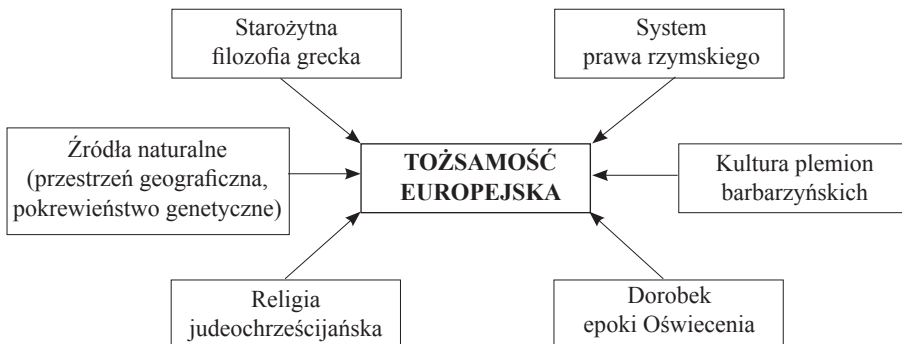 Starożytna
filozofia grecka
System
prawa rzymskiego
Źródła naturalne
(przestrzeń geograficzna,
pokrewieństwo genetyczne)
TOŻSAMOŚĆ
EUROPEJSKA
Kultura plemion
barbarzyńskich
Religia
judeochrześcijańska
Dorobek
epoki Oświecenia